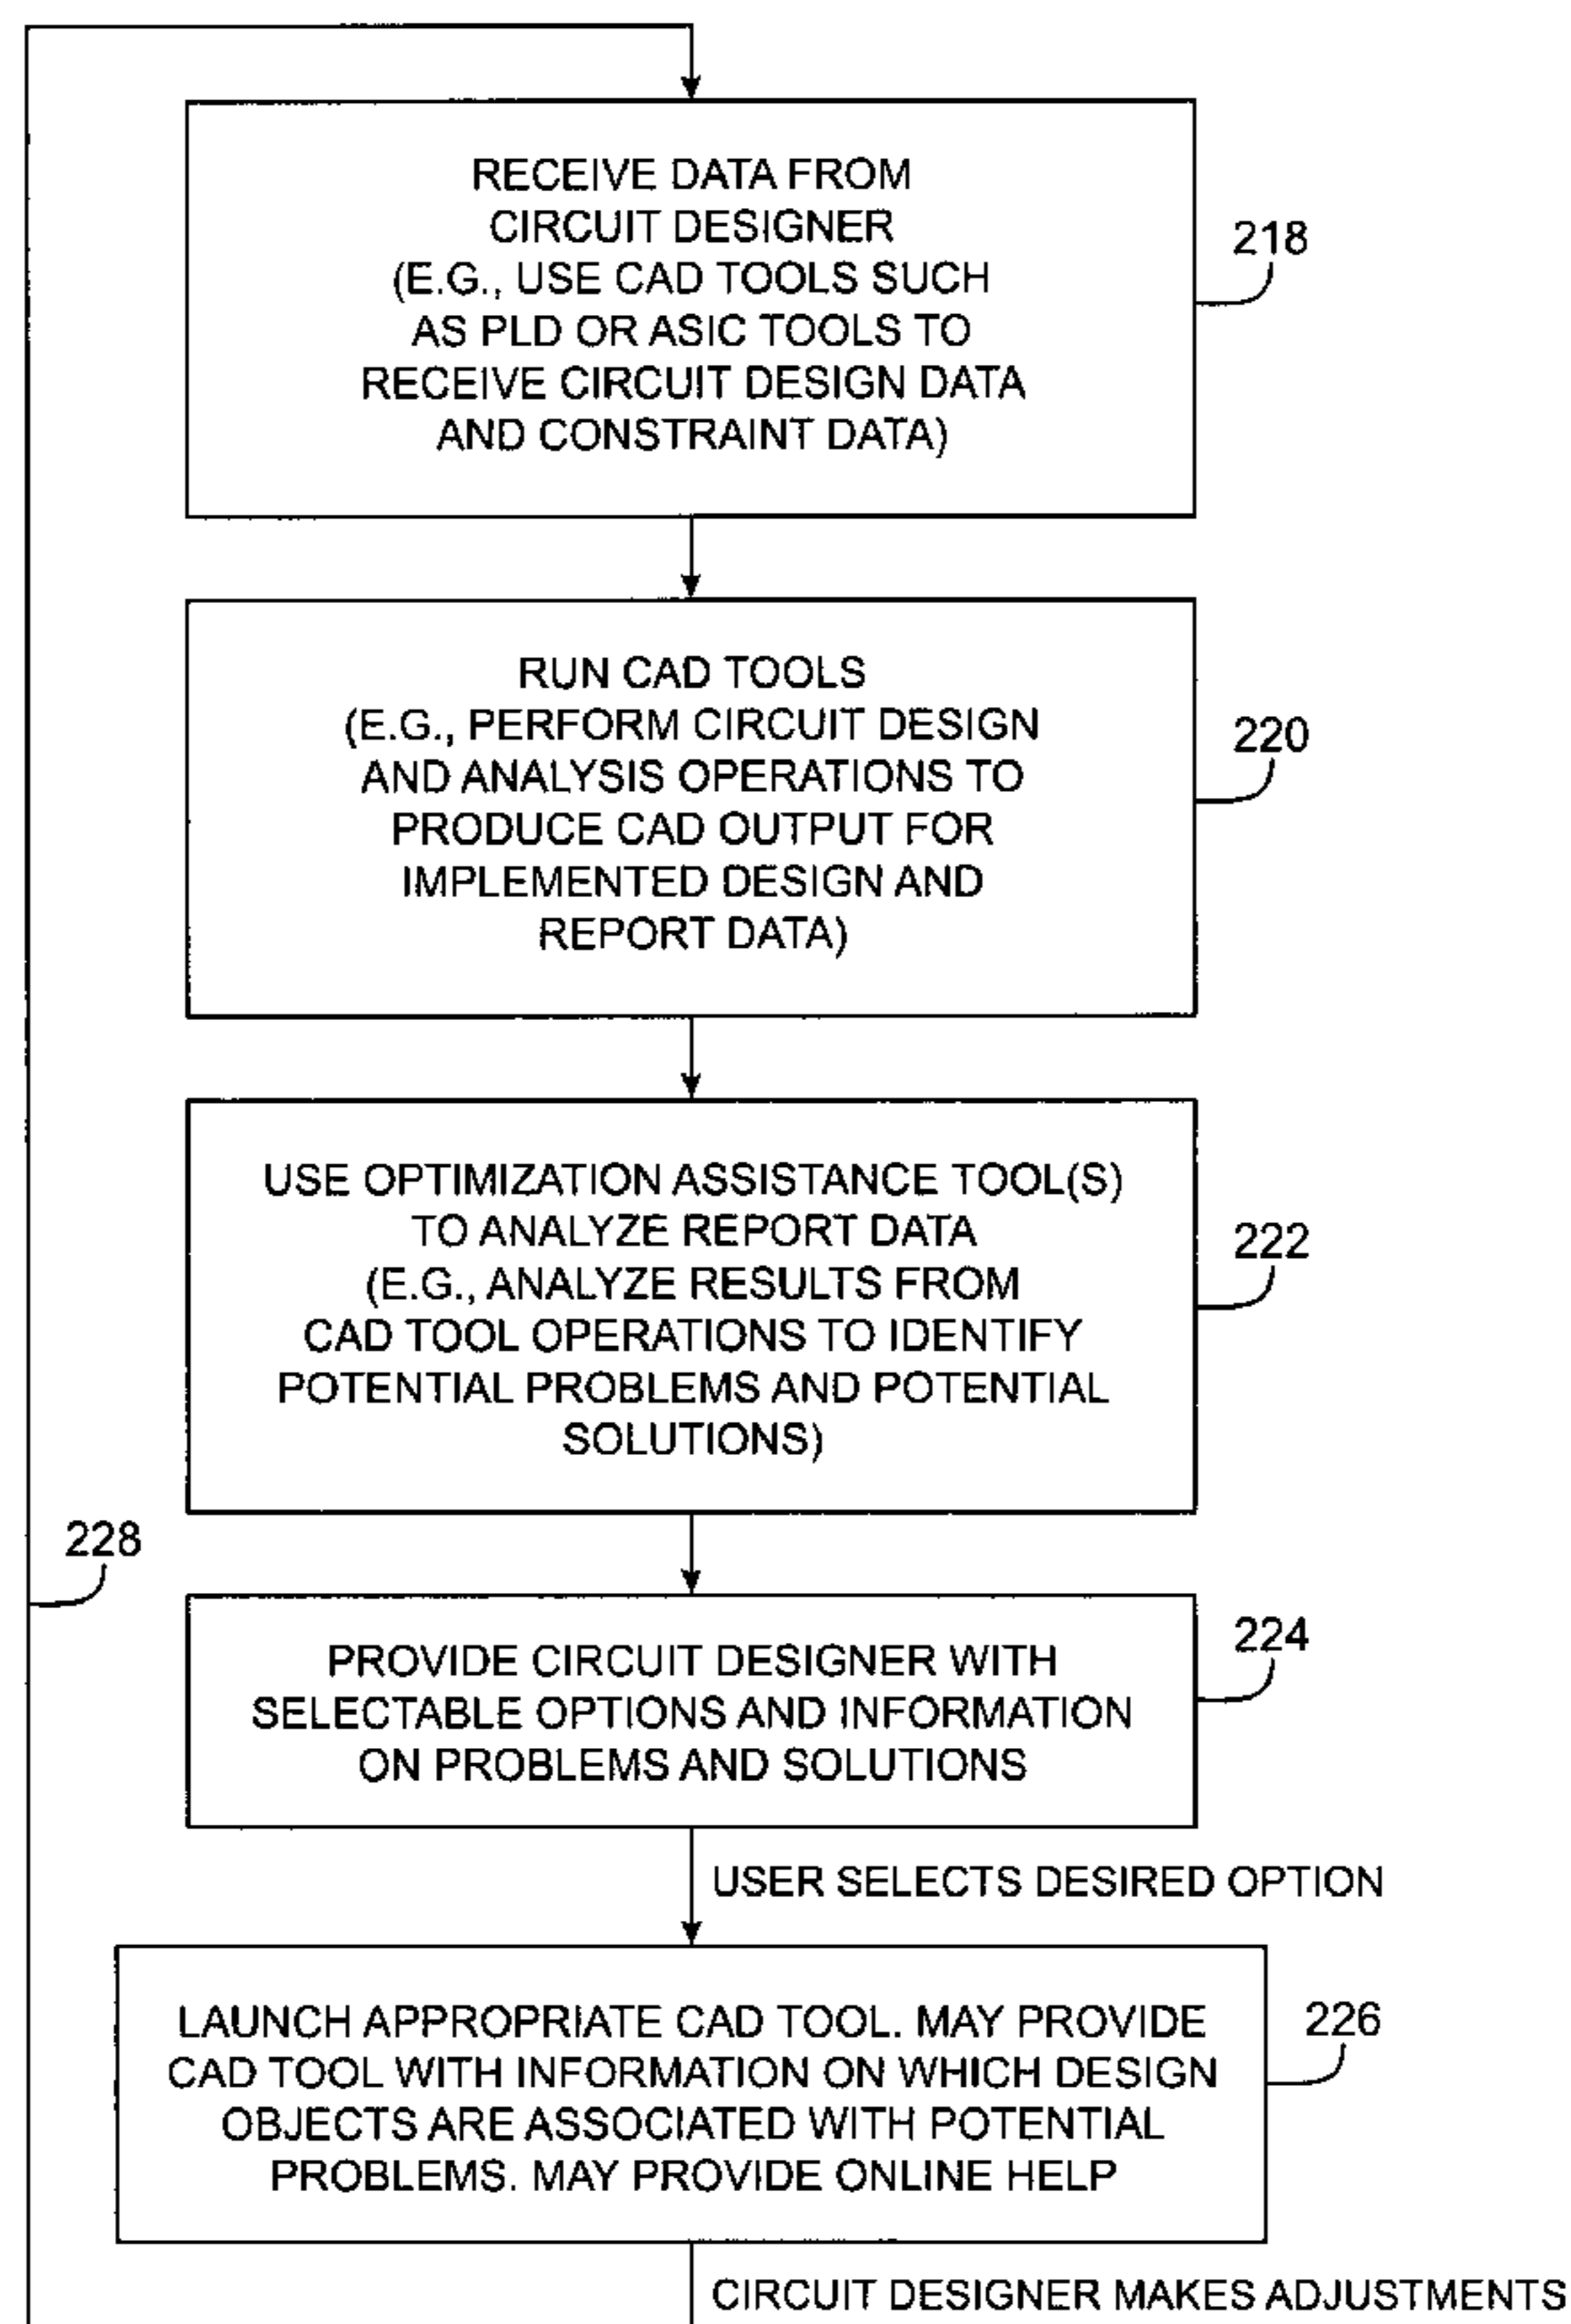 RECEIVE DATA FROM
CIRCUIT DESIGNER
(E.G., USE CAD TOOLS SUCH
AS PLD OR ASIC TOOLS TO
RECEIVE CIRCUIT DESIGN DATA
AND CONSTRAINT DATA)
218
RUN CAD TOOLS
(E.G., PERFORM CIRCUIT DESIGN
AND ANALYSIS OPERATIONS TO
PRODUCE CAD OUTPUT FOR
IMPLEMENTED DESIGN AND
REPORT DATA)
220
USE OPTIMIZATION ASSISTANCE TOOL(S)
TO ANALYZE REPORT DATA
(E.G., ANALYZE RESULTS FROM
CAD TOOL OPERATIONS TO IDENTIFY
POTENTIAL PROBLEMS AND POTENTIAL
SOLUTIONS)
222
228
PROVIDE CIRCUIT DESIGNER WITH
SELECTABLE OPTIONS AND INFORMATION
ON PROBLEMS AND SOLUTIONS
224
USER SELECTS DESIRED OPTION
LAUNCH APPROPRIATE CAD TOOL. MAY PROVIDE
CAD TOOL WITH INFORMATION ON WHICH DESIGN
OBJECTS ARE ASSOCIATED WITH POTENTIAL
PROBLEMS. MAY PROVIDE ONLINE HELP
226
CIRCUIT DESIGNER MAKES ADJUSTMENTS